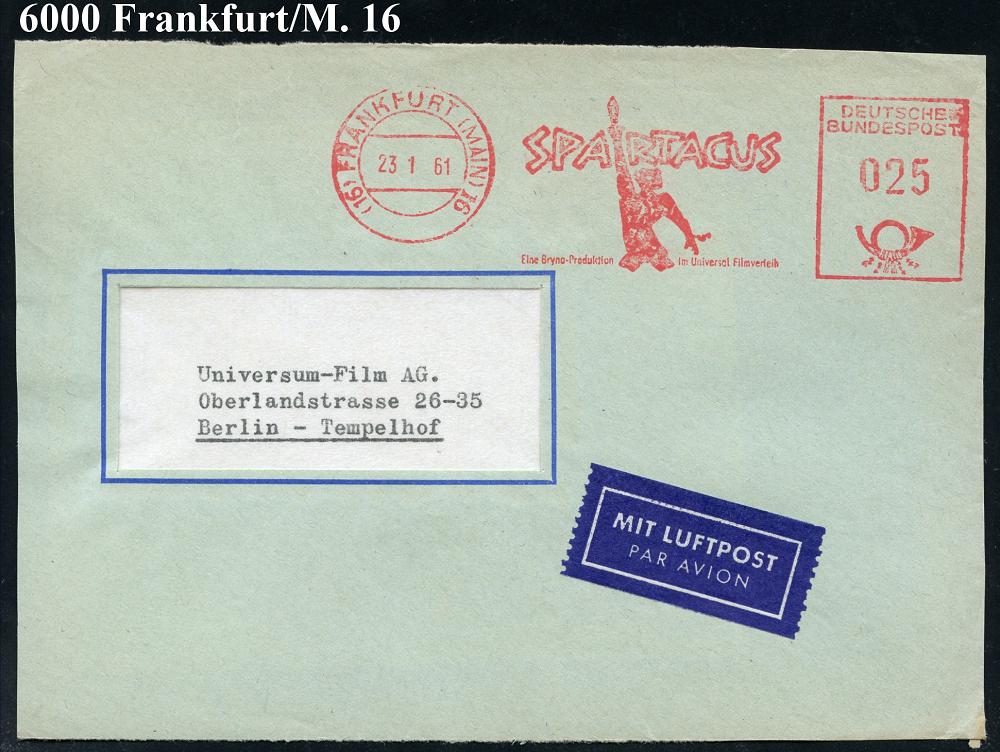 6000 Frankfurt/M. 16
(16) FRANKFURT (MAIN) 16
23 1 61
SPARTACUS
Eine Bryna-Produktion im Universal Filmverleih
DEUTSCHE
BUNDESPOST
025
Universum-Film AG.
Oberlandstrasse 26-35
Berlin - Tempelhof
MIT LUFTPOST
PAR AVION